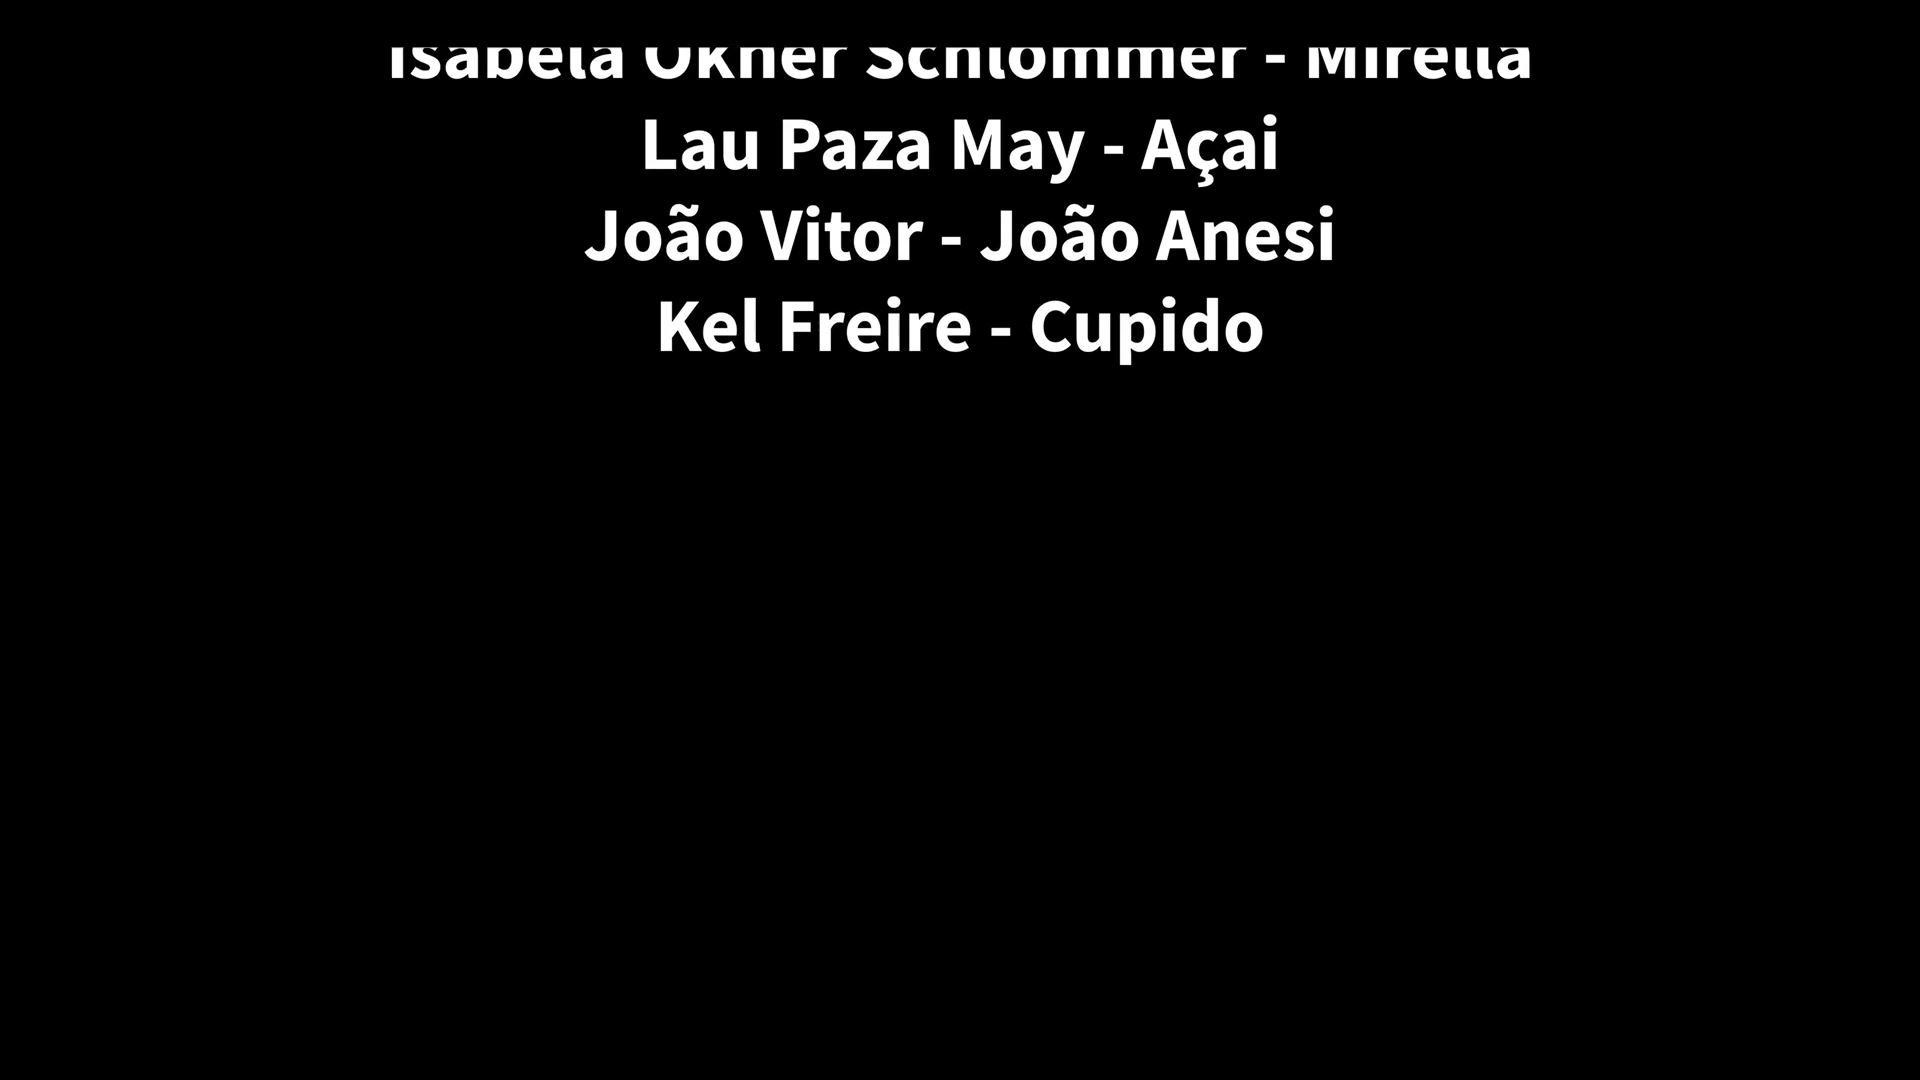 Isabela Okner Schlommer - Mirella
Lau Paza May - Açai
João Vitor - João Anesi
Kel Freire - Cupido